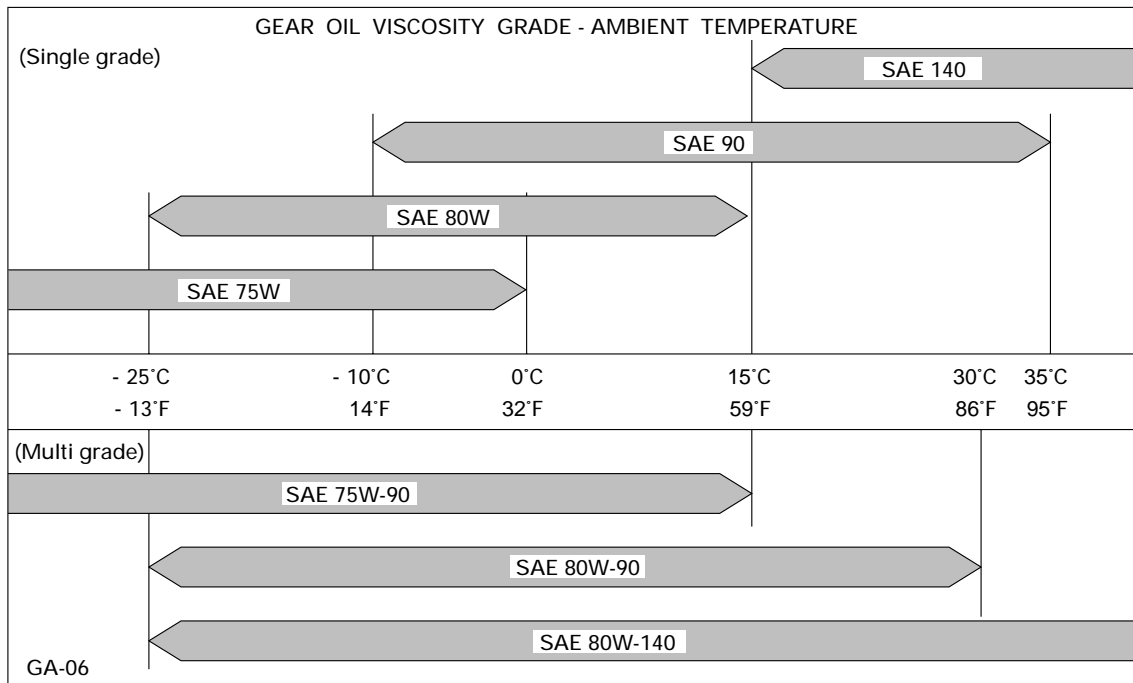 GEAR OIL VISCOSITY GRADE - AMBIENT TEMPERATURE
(Single grade)
SAE 140
SAE 90
SAE 80W
SAE 75W
- 25°C - 10°C 0°C 15°C 30°C 35°C
- 13°F 14°F 32°F 59°F 86°F 95°F
(Multi grade)
SAE 75W-90
SAE 80W-90
SAE 80W-140
GA-06